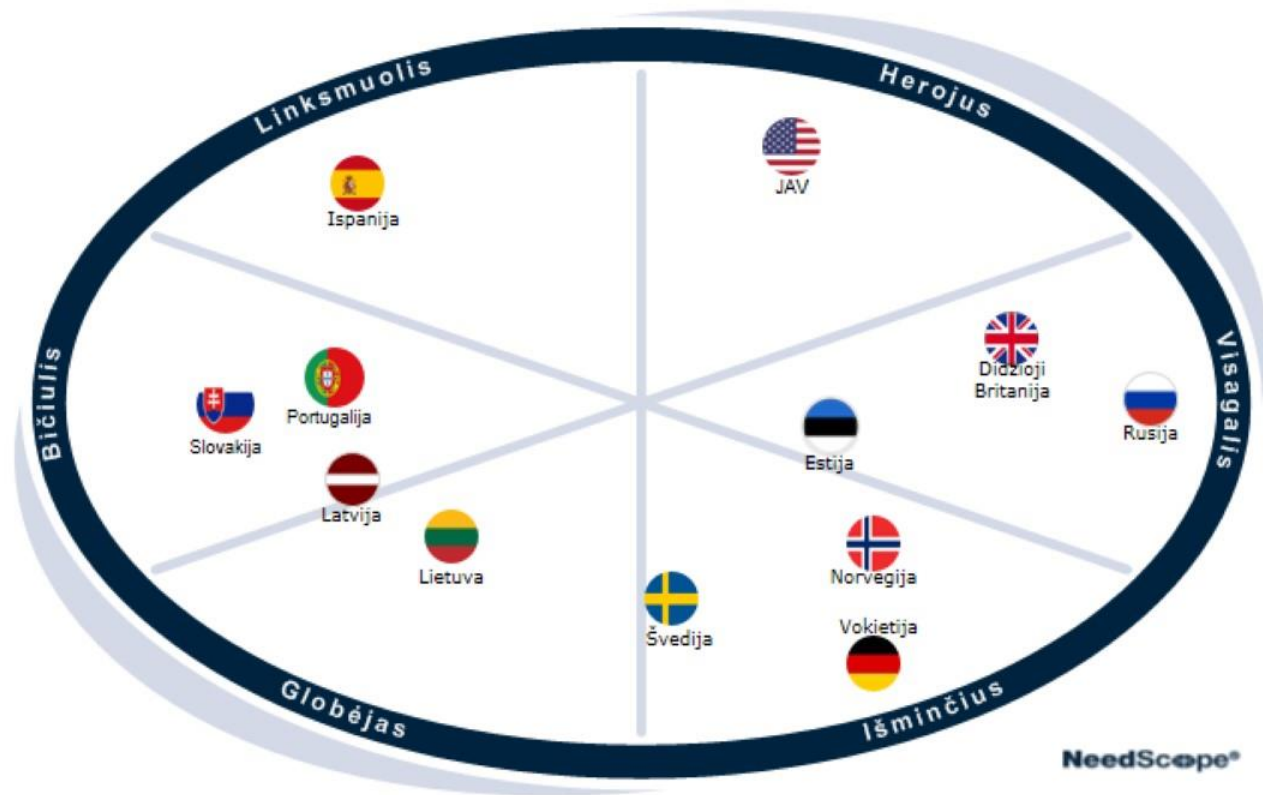 Linksmuolis
Herojus
JAV
Ispanija
Visagalis
Didžioji
Britanija
Bičiulis
Portugalija
Rusija
Slovakija
Estija
Latvija
Lietuva
Norvegija
Švedija
Vokietija
Globėjas
Išminčius
NeedScope®